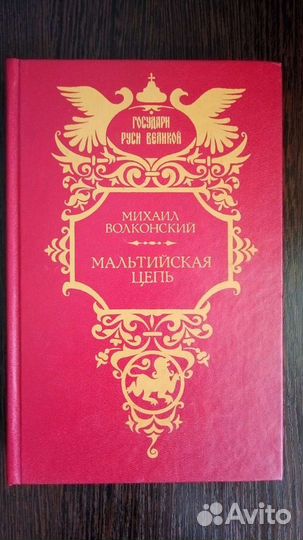 ГОСУДАРИ
РУСИ ВЕЛИКОЙ
МИХАИЛ
ВОЛКОНСКИЙ
МАЛЬТИЙСКАЯ
ЦЕПЬ
Avito